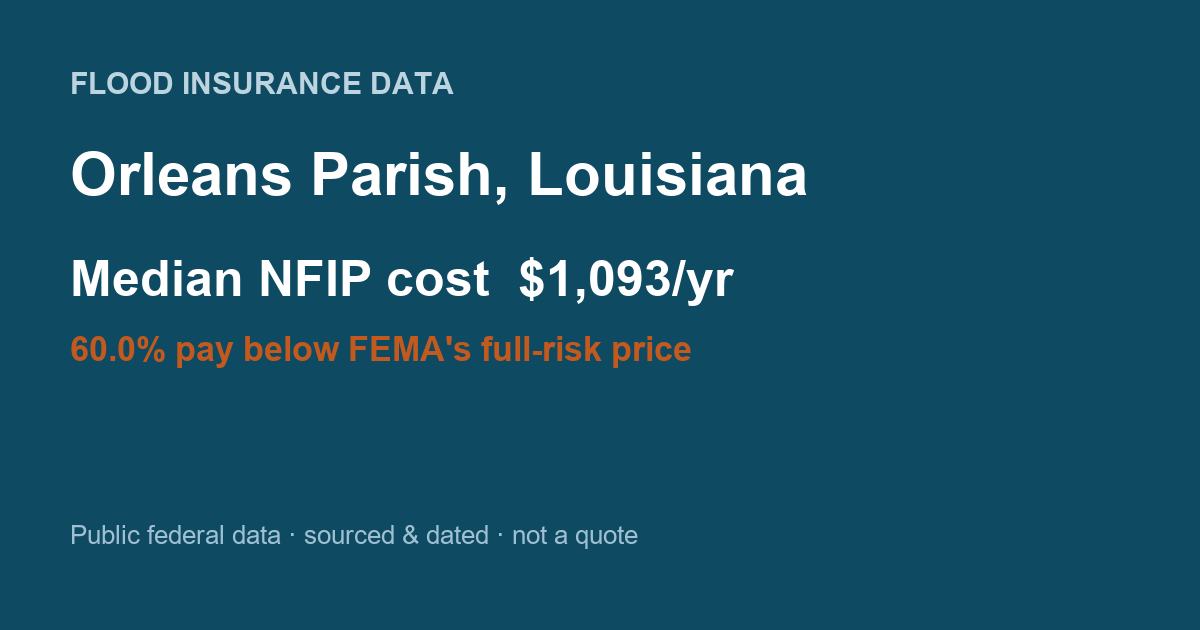 FLOOD INSURANCE DATA
Orleans Parish, Louisiana
Median NFIP cost  $1,093/yr
60.0% pay below FEMA's full-risk price
Public federal data · sourced & dated · not a quote